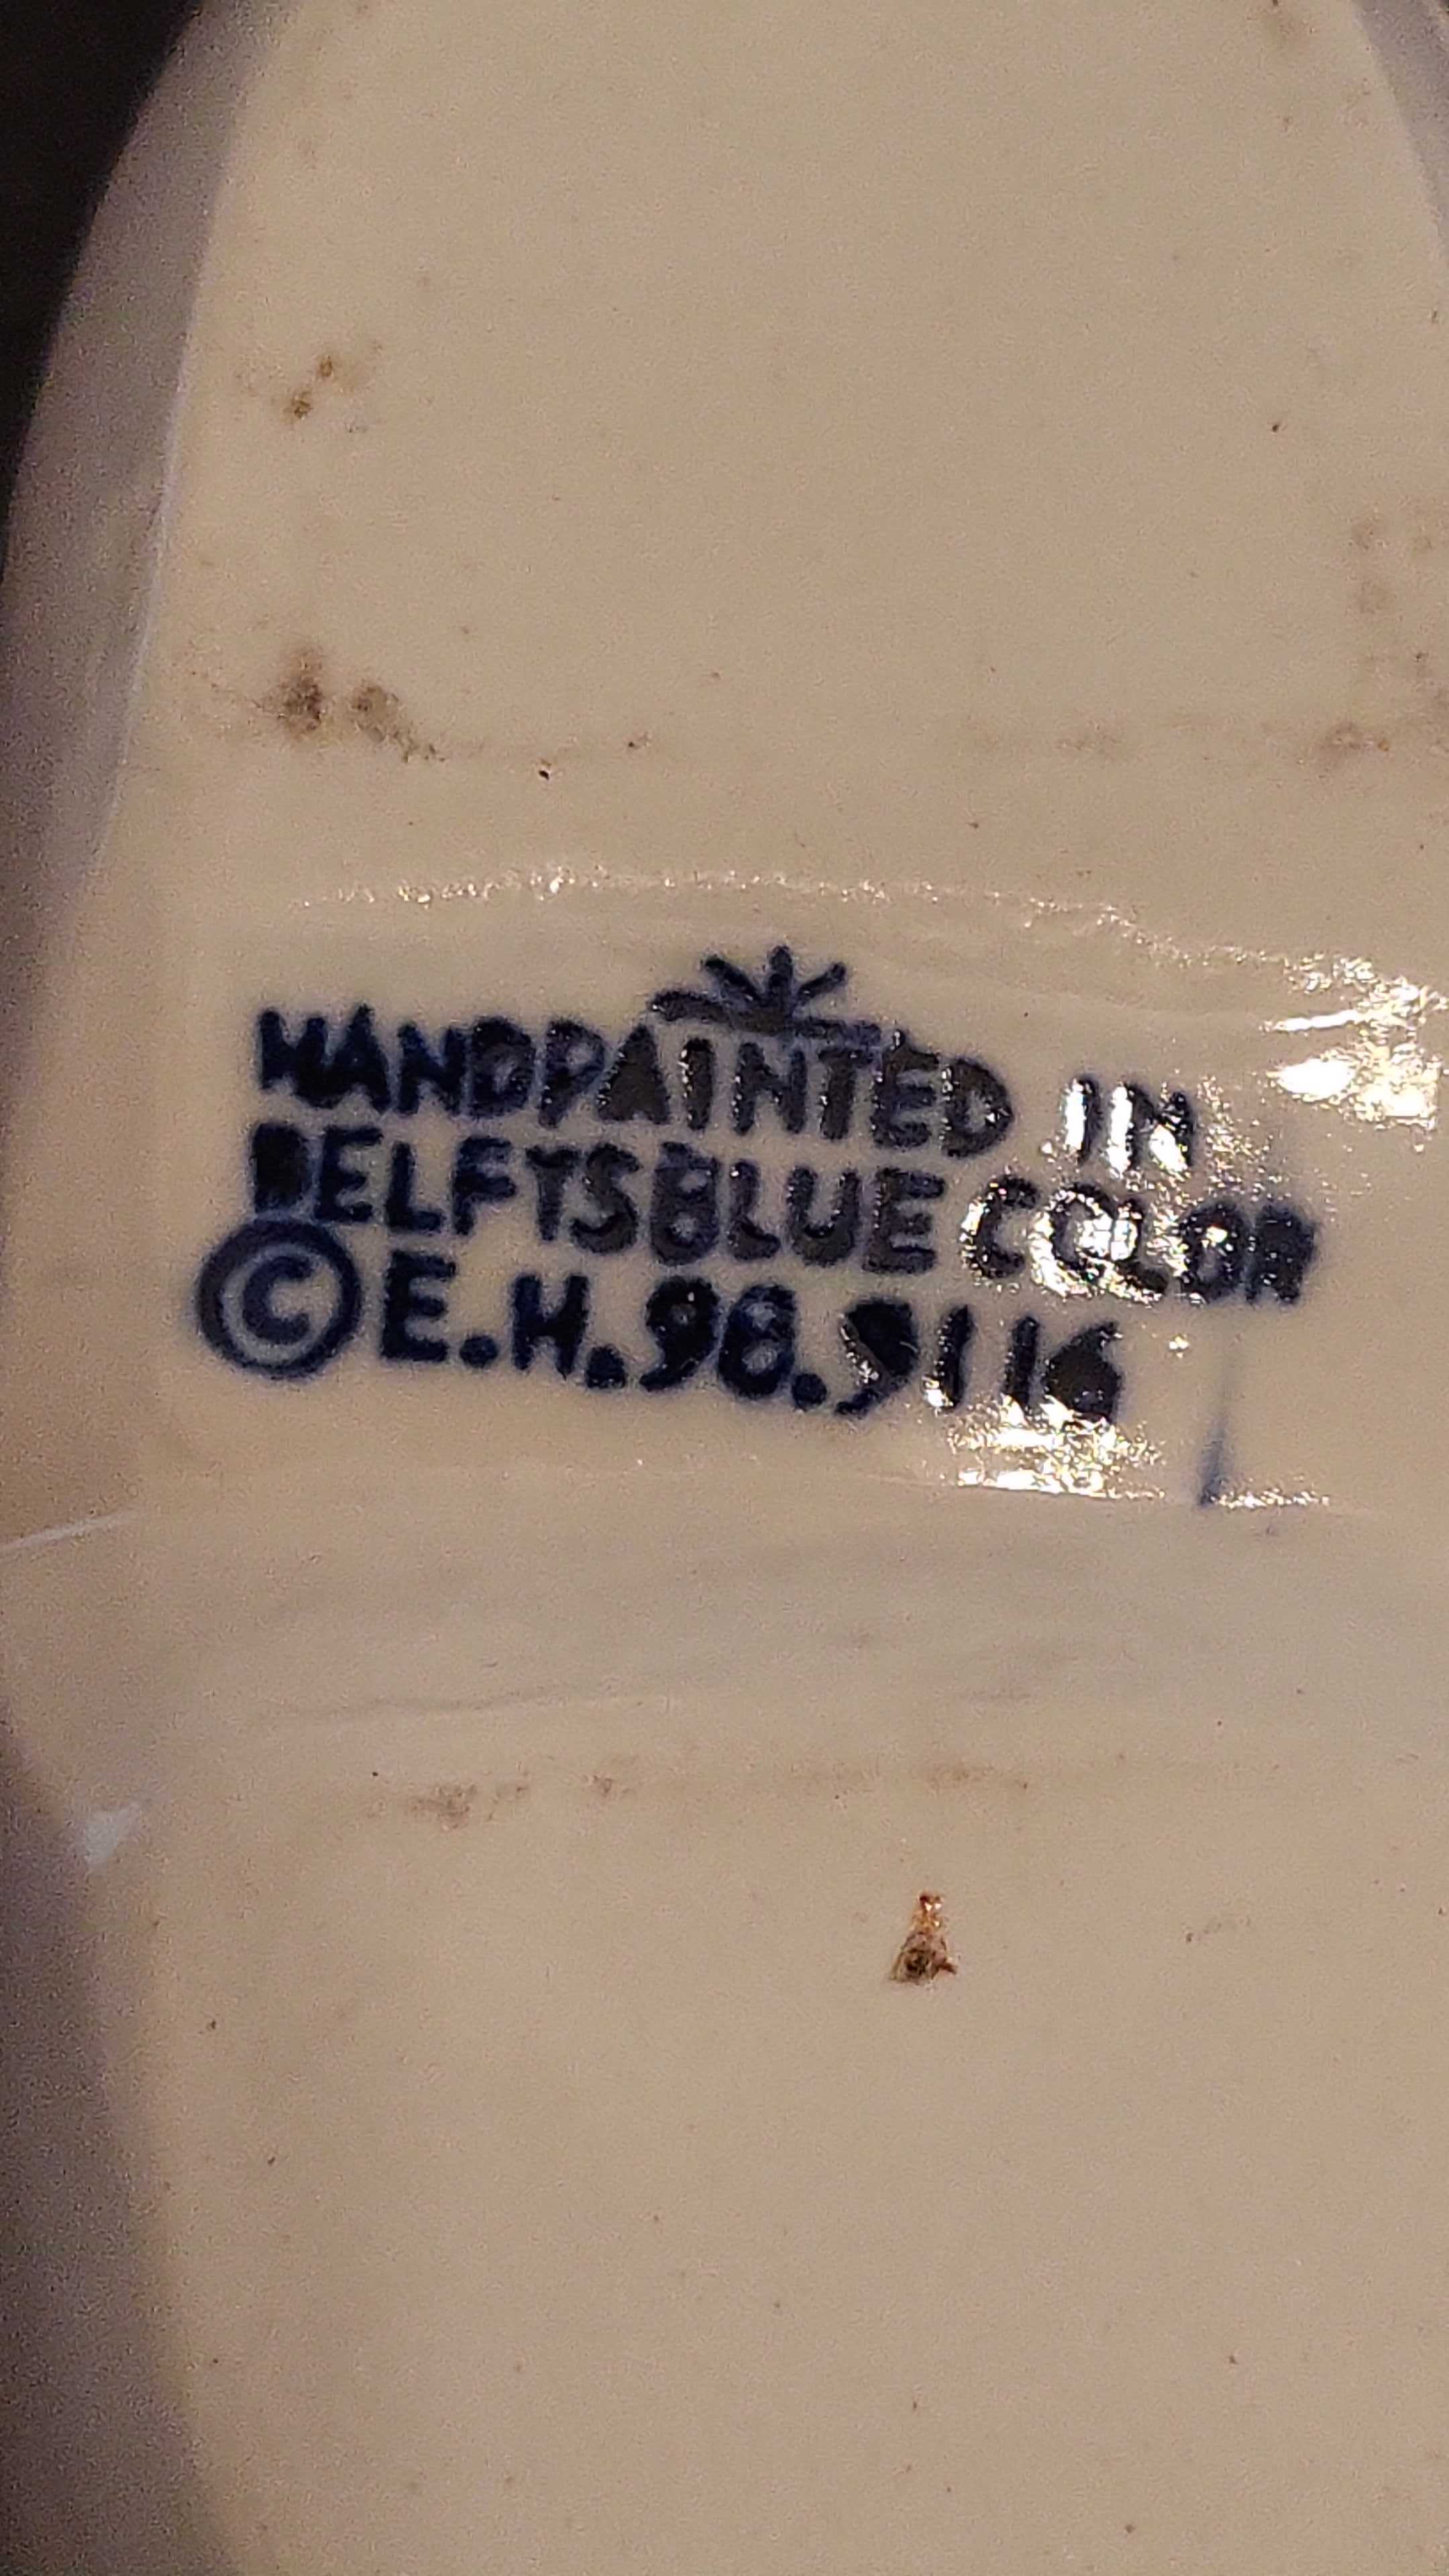 HANDPAINTED IN
DELFTSBLUE COLOR
©E.H.98.9116